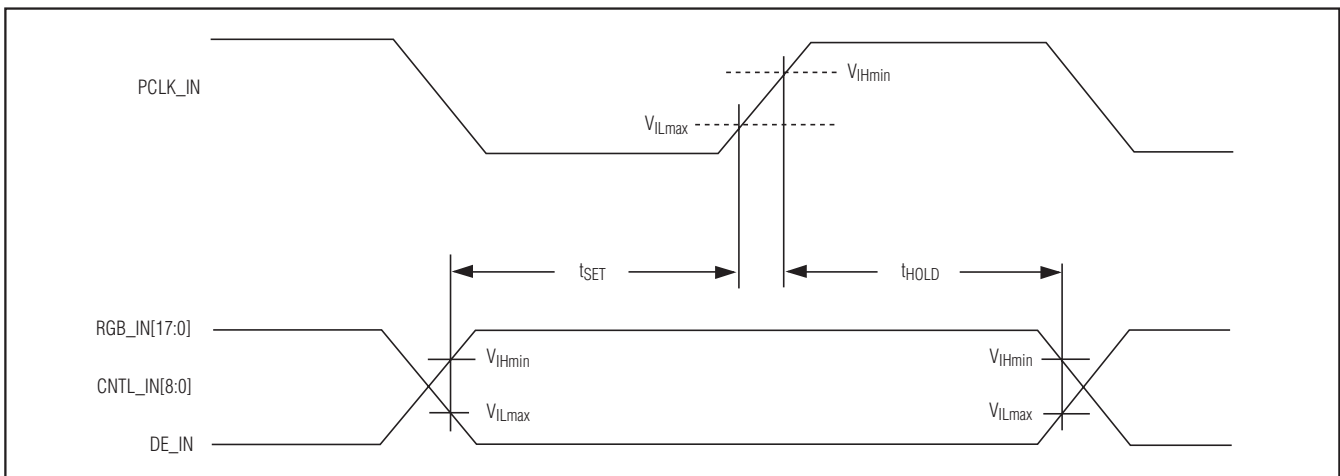 PCLK_IN
VIHmin
VILmax
tSET
tHOLD
RGB_IN[17:0]
VIHmin
VIHmin
CNTL_IN[8:0]
VILmax
VILmax
DE_IN